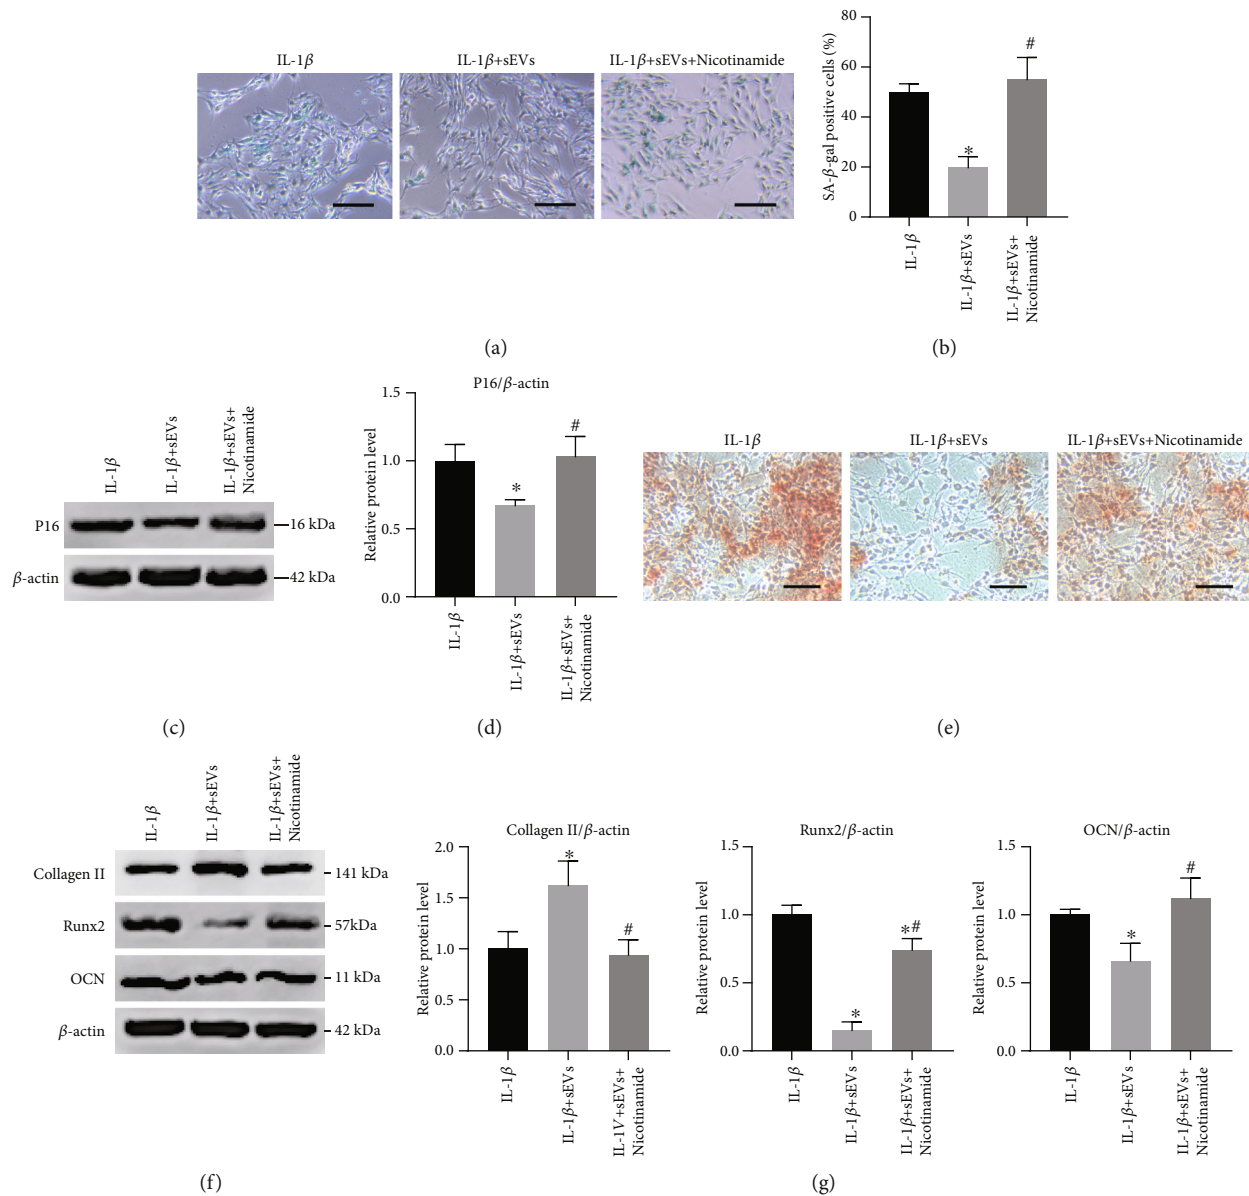 IL-1β
IL-1β+sEVs
IL-1β+sEVs+Nicotinamide
(a)
SA-β-gal positive cells (%)
80
60
40
20
0
*
#
IL-1β
IL-1β+sEVs
IL-1β+sEVs+
Nicotinamide
(b)
IL-1β
IL-1β+sEVs
IL-1β+sEVs+
Nicotinamide
P16
16 kDa
β-actin
42 kDa
(c)
P16/β-actin
Relative protein level
1.5
1.0
0.5
0.0
*
#
IL-1β
IL-1β+sEVs
IL-1β+sEVs+
Nicotinamide
(d)
IL-1β
IL-1β+sEVs
IL-1β+sEVs+Nicotinamide
(e)
IL-1β
IL-1β+sEVs
IL-1β+sEVs+
Nicotinamide
Collagen II
141 kDa
Runx2
57kDa
OCN
11 kDa
β-actin
42 kDa
(f)
Collagen II/β-actin
Relative protein level
2.0
1.5
1.0
0.5
0.0
*
#
IL-1β
IL-1β+sEVs
IL-1V+sEVs+
Nicotinamide
Runx2/β-actin
Relative protein level
1.5
1.0
0.5
0.0
*
*#
IL-1β
IL-1β+sEVs
IL-1β+sEVs+
Nicotinamide
OCN/β-actin
Relative protein level
1.5
1.0
0.5
0.0
*
#
IL-1β
IL-1β+sEVs
IL-1β+sEVs+
Nicotinamide
(g)